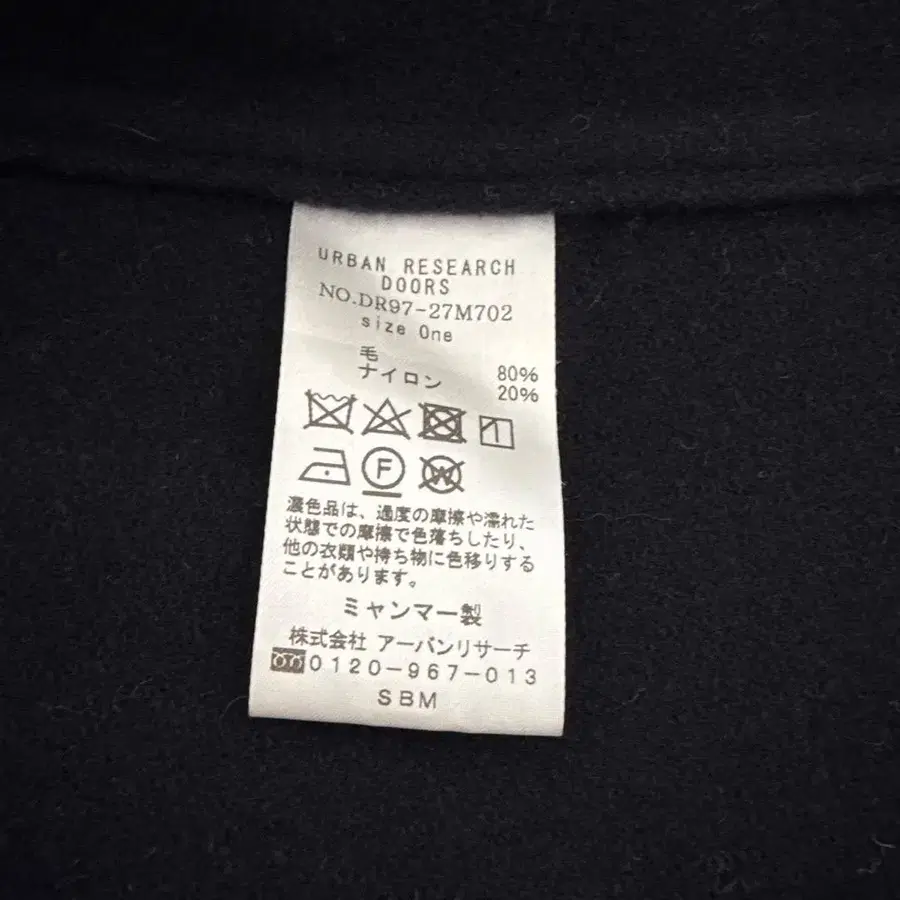 URBAN RESEARCH
DOORS
NO.DR97-27M702
size One
毛 80%
ナイロン 20%
F
W
濃色品は、過度の摩擦や濡れた
状態での摩擦で色落ちしたり、
他の衣類や持ち物に色移りする
ことがあります。
ミャンマー製
株式会社 アーバンリサーチ
0120-967-013
SBM